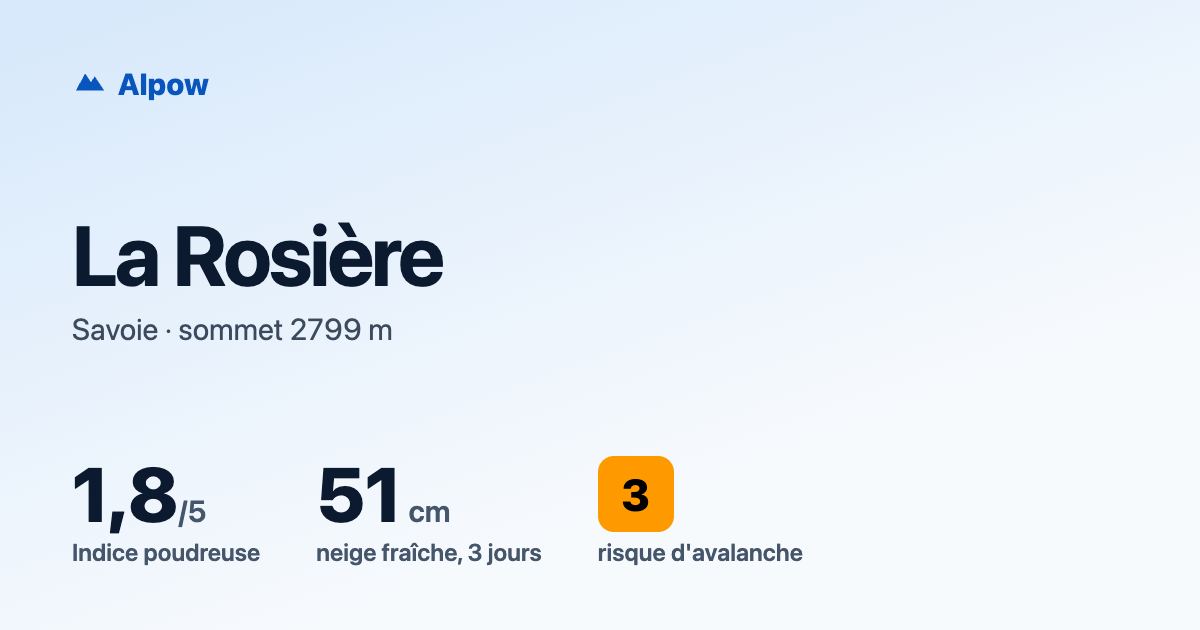 Alpow
La Rosière
Savoie · sommet 2799 m
1,8/5
Indice poudreuse
51 cm
neige fraîche, 3 jours
3
risque d'avalanche